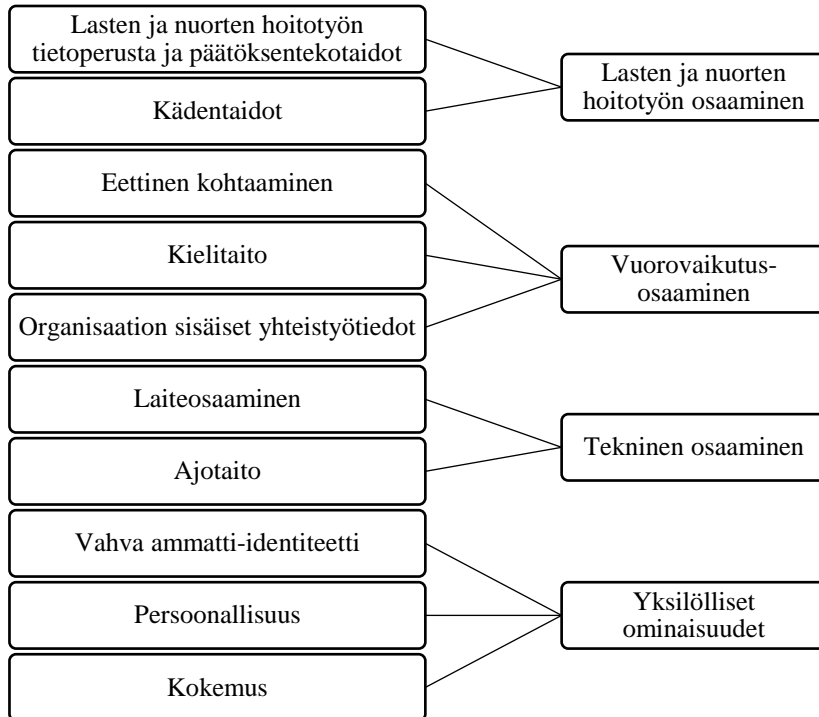 Lasten ja nuorten hoitotyön
tietoperusta ja päätöksentekotaidot
Kädentaidot
Lasten ja nuorten
hoitotyön osaaminen
Eettinen kohtaaminen
Kielitaito
Organisaation sisäiset yhteistyötiedot
Vuorovaikutus-
osaaminen
Laiteosaaminen
Ajotaito
Tekninen osaaminen
Vahva ammatti-identiteetti
Persoonallisuus
Kokemus
Yksilölliset
ominaisuudet